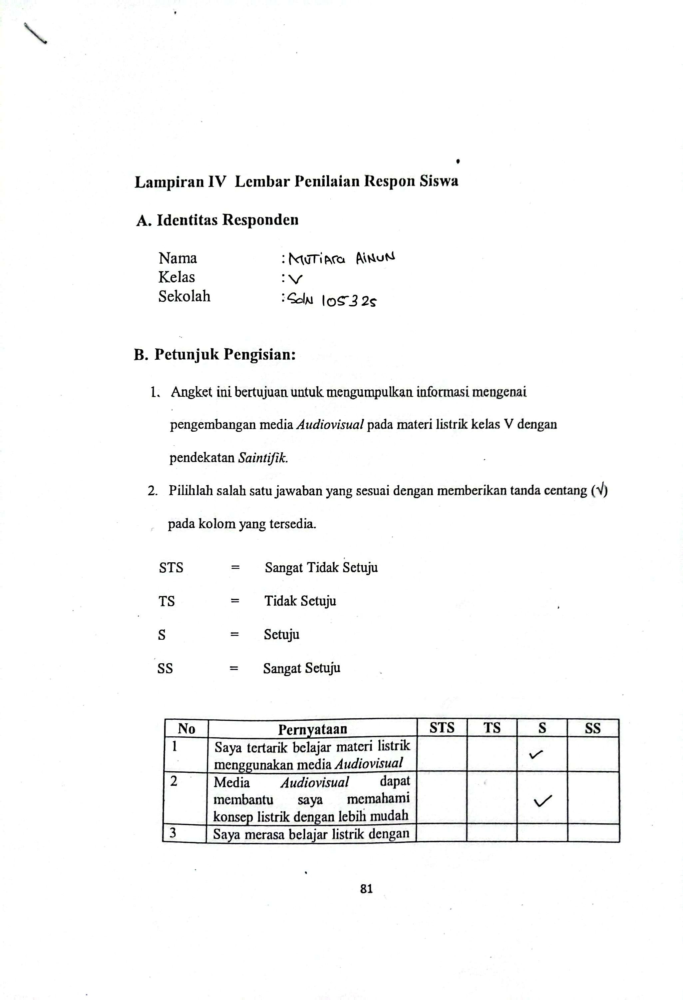 Lampiran IV Lembar Penilaian Respon Siswa
A. Identitas Responden
Nama : MUTiAra AiNUN
Kelas : V
Sekolah : SdN 105325
B. Petunjuk Pengisian:
1. Angket ini bertujuan untuk mengumpulkan informasi mengenai
pengembangan media Audiovisual pada materi listrik kelas V dengan
pendekatan Saintifik.
2. Pilihlah salah satu jawaban yang sesuai dengan memberikan tanda centang (√)
pada kolom yang tersedia.
STS = Sangat Tidak Setuju
TS = Tidak Setuju
S = Setuju
SS = Sangat Setuju
No Pernyataan STS TS S SS
1 Saya tertarik belajar materi listrik
menggunakan media Audiovisual ✓
2 Media Audiovisual dapat
membantu saya memahami ✓
konsep listrik dengan lebih mudah
3 Saya merasa belajar listrik dengan
81